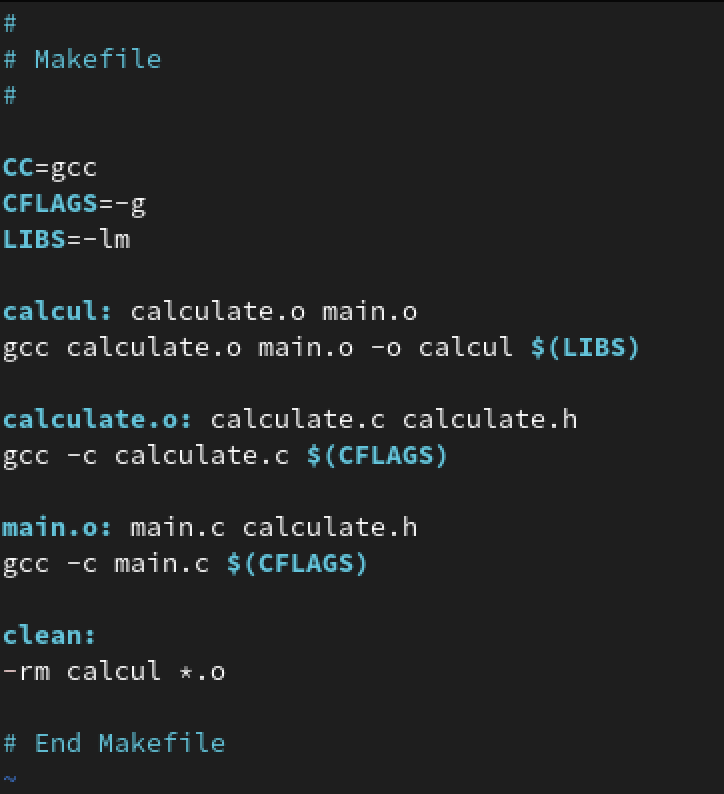 #
# Makefile
#
CC=gcc
CFLAGS=-g
LIBS=-lm
calcul: calculate.o main.o
gcc calculate.o main.o -o calcul $(LIBS)
calculate.o: calculate.c calculate.h
gcc -c calculate.c $(CFLAGS)
main.o: main.c calculate.h
gcc -c main.c $(CFLAGS)
clean:
-rm calcul *.o
# End Makefile
~